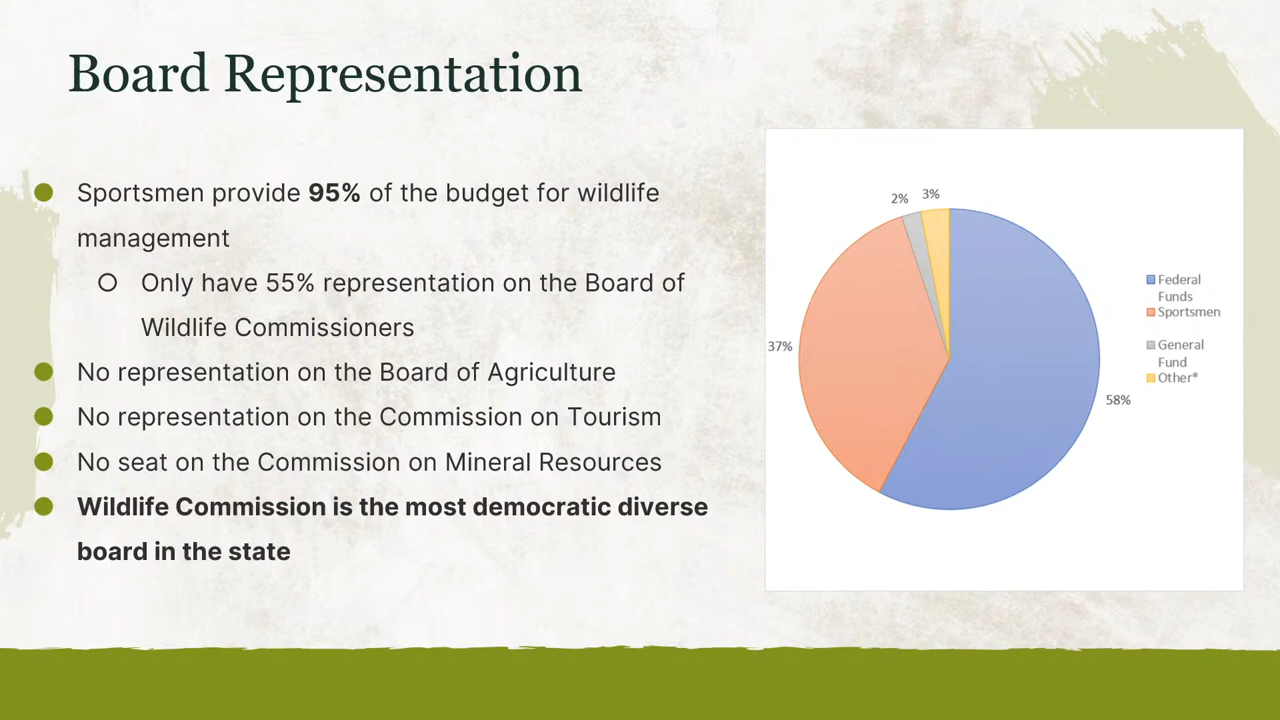 Board Representation
Sportsmen provide 95% of the budget for wildlife
management
Only have 55% representation on the Board of
Wildlife Commissioners
No representation on the Board of Agriculture
No representation on the Commission on Tourism
No seat on the Commission on Mineral Resources
Wildlife Commission is the most democratic diverse
board in the state
2%
3%
37%
58%
Federal
Funds
Sportsmen
General
Fund
Other*